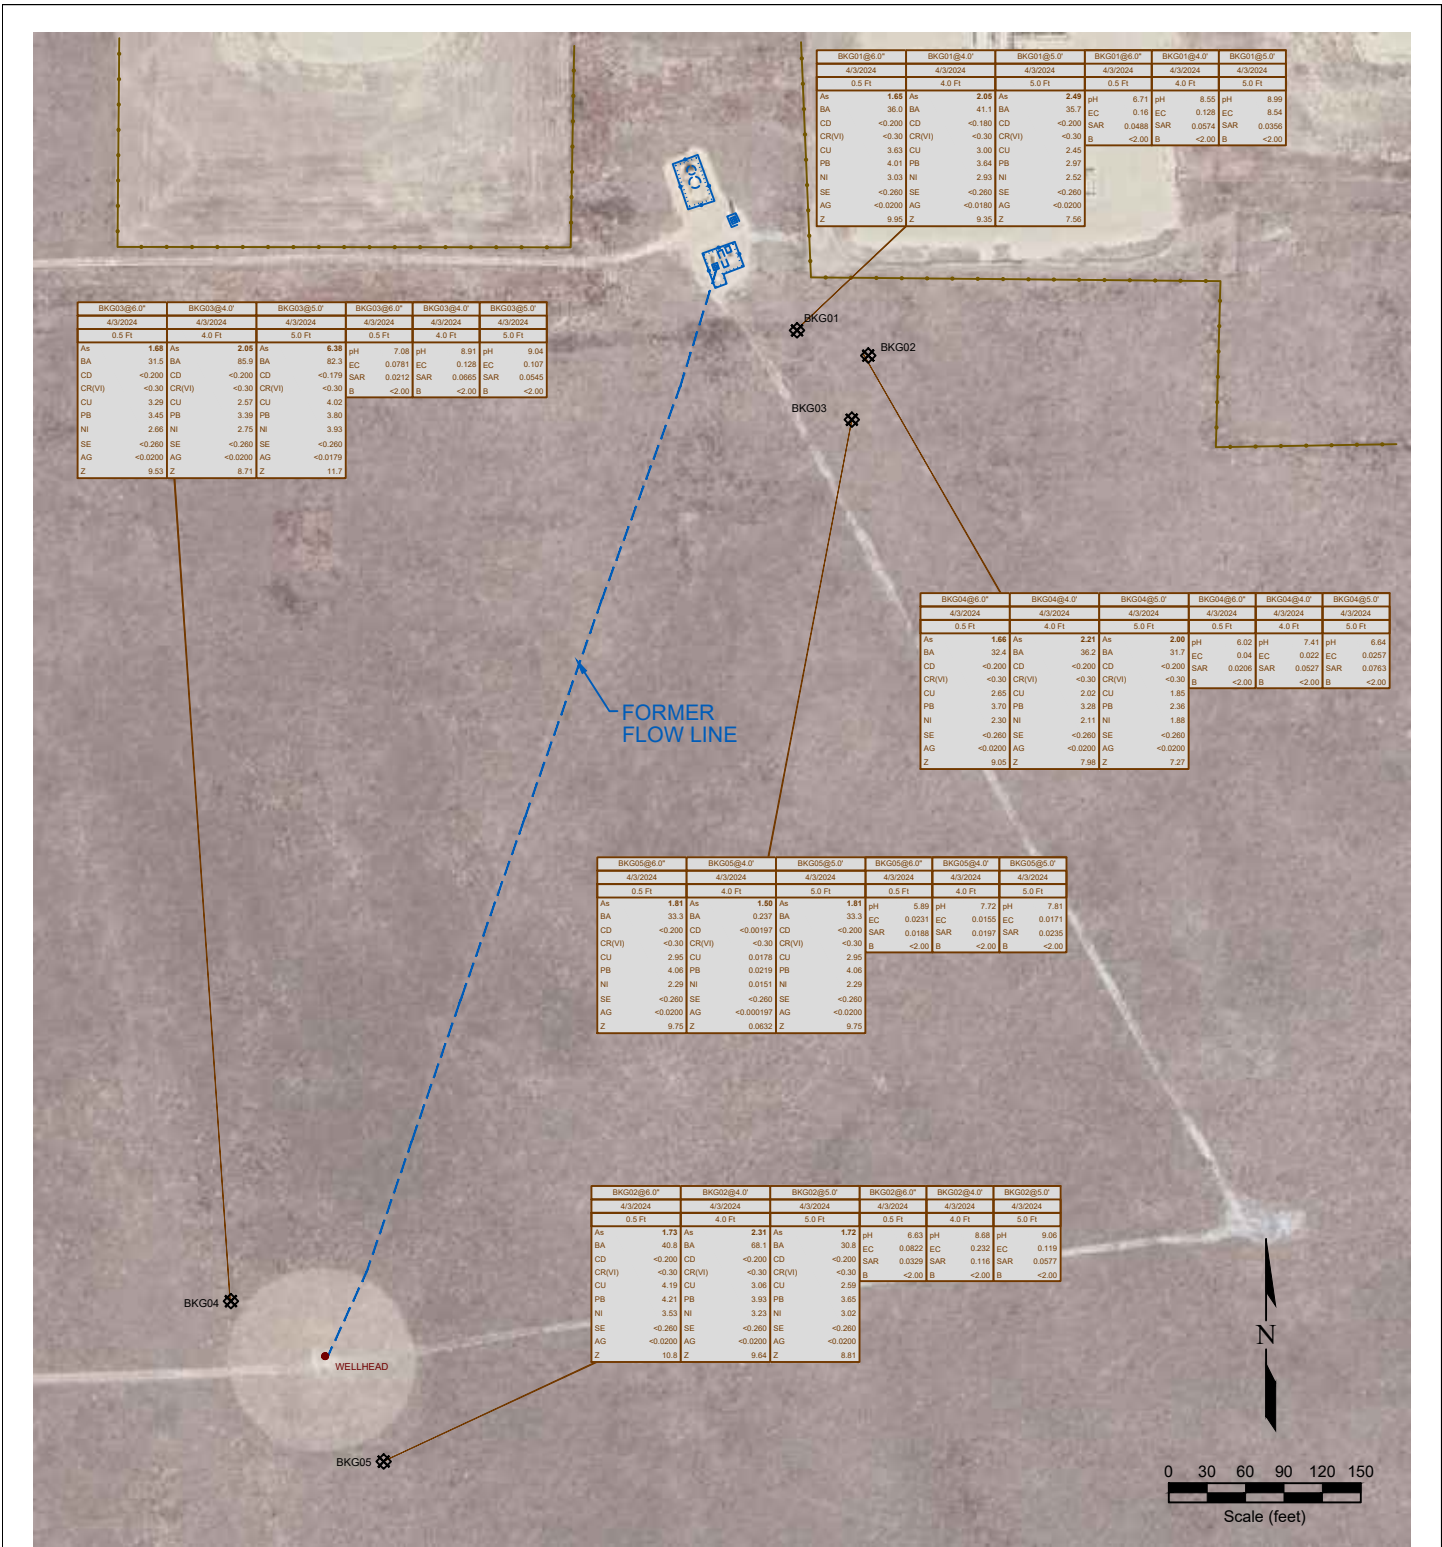 BKG01@6.0" BKG01@4.0' BKG01@5.0' BKG01@6.0" BKG01@4.0' BKG01@5.0'
4/3/2024 4/3/2024 4/3/2024 4/3/2024 4/3/2024 4/3/2024
0.5 Ft 4.0 Ft 5.0 Ft 0.5 Ft 4.0 Ft 5.0 Ft
As 1.65 As 2.05 As 2.49 pH 6.71 pH 8.55 pH 8.99
BA 36.0 BA 41.1 BA 35.7 EC 0.16 EC 0.128 EC 8.54
CD <0.200 CD <0.180 CD <0.200 SAR 0.0488 SAR 0.0574 SAR 0.0356
CR(VI) <0.30 CR(VI) <0.30 CR(VI) <0.30 B <2.00 B <2.00 B <2.00
CU 3.63 CU 3.00 CU 2.45
PB 4.01 PB 3.64 PB 2.97
NI 3.03 NI 2.93 NI 2.52
SE <0.260 SE <0.260 SE <0.260
AG <0.0200 AG <0.0180 AG <0.0200
Z 9.95 Z 9.35 Z 7.56
BKG03@6.0" BKG03@4.0' BKG03@5.0' BKG03@6.0" BKG03@4.0' BKG03@5.0'
4/3/2024 4/3/2024 4/3/2024 4/3/2024 4/3/2024 4/3/2024
0.5 Ft 4.0 Ft 5.0 Ft 0.5 Ft 4.0 Ft 5.0 Ft
As 1.68 As 2.05 As 6.38 pH 7.08 pH 8.91 pH 9.04
BA 31.5 BA 85.9 BA 82.3 EC 0.0781 EC 0.128 EC 0.107
CD <0.200 CD <0.200 CD <0.179 SAR 0.0212 SAR 0.0665 SAR 0.0545
CR(VI) <0.30 CR(VI) <0.30 CR(VI) <0.30 B <2.00 B <2.00 B <2.00
CU 3.29 CU 2.57 CU 4.02
PB 3.45 PB 3.39 PB 3.80
NI 2.66 NI 2.75 NI 3.93
SE <0.260 SE <0.260 SE <0.260
AG <0.0200 AG <0.0200 AG <0.0179
Z 9.53 Z 8.71 Z 11.7
BKG01
BKG02
BKG03
BKG04@6.0" BKG04@4.0' BKG04@5.0' BKG04@6.0" BKG04@4.0' BKG04@5.0'
4/3/2024 4/3/2024 4/3/2024 4/3/2024 4/3/2024 4/3/2024
0.5 Ft 4.0 Ft 5.0 Ft 0.5 Ft 4.0 Ft 5.0 Ft
As 1.66 As 2.21 As 2.00 pH 6.02 pH 7.41 pH 6.64
BA 32.4 BA 36.2 BA 31.7 EC 0.04 EC 0.022 EC 0.0257
CD <0.200 CD <0.200 CD <0.200 SAR 0.0206 SAR 0.0527 SAR 0.0763
CR(VI) <0.30 CR(VI) <0.30 CR(VI) <0.30 B <2.00 B <2.00 B <2.00
CU 2.65 CU 2.02 CU 1.85
PB 3.70 PB 3.28 PB 2.36
NI 2.30 NI 2.11 NI 1.88
SE <0.260 SE <0.260 SE <0.260
AG <0.0200 AG <0.0200 AG <0.0200
Z 9.05 Z 7.98 Z 7.27
FORMER
FLOW LINE
BKG05@6.0" BKG05@4.0' BKG05@5.0' BKG05@6.0" BKG05@4.0' BKG05@5.0'
4/3/2024 4/3/2024 4/3/2024 4/3/2024 4/3/2024 4/3/2024
0.5 Ft 4.0 Ft 5.0 Ft 0.5 Ft 4.0 Ft 5.0 Ft
As 1.81 As 1.50 As 1.81 pH 5.89 pH 7.72 pH 7.81
BA 33.3 BA 0.237 BA 33.3 EC 0.0231 EC 0.0155 EC 0.0171
CD <0.200 CD <0.00197 CD <0.200 SAR 0.0188 SAR 0.0197 SAR 0.0235
CR(VI) <0.30 CR(VI) <0.30 CR(VI) <0.30 B <2.00 B <2.00 B <2.00
CU 2.95 CU 0.0178 CU 2.95
PB 4.06 PB 0.0219 PB 4.06
NI 2.29 NI 0.0151 NI 2.29
SE <0.260 SE <0.260 SE <0.260
AG <0.0200 AG <0.000197 AG <0.0200
Z 9.75 Z 0.0632 Z 9.75
BKG02@6.0" BKG02@4.0' BKG02@5.0' BKG02@6.0" BKG02@4.0' BKG02@5.0'
4/3/2024 4/3/2024 4/3/2024 4/3/2024 4/3/2024 4/3/2024
0.5 Ft 4.0 Ft 5.0 Ft 0.5 Ft 4.0 Ft 5.0 Ft
As 1.73 As 2.31 As 1.72 pH 6.63 pH 8.68 pH 9.06
BA 40.8 BA 68.1 BA 30.8 EC 0.0822 EC 0.232 EC 0.119
CD <0.200 CD <0.200 CD <0.200 SAR 0.0329 SAR 0.116 SAR 0.0577
CR(VI) <0.30 CR(VI) <0.30 CR(VI) <0.30 B <2.00 B <2.00 B <2.00
CU 4.19 CU 3.06 CU 2.59
PB 4.21 PB 3.93 PB 3.65
NI 3.53 NI 3.23 NI 3.02
SE <0.260 SE <0.260 SE <0.260
AG <0.0200 AG <0.0200 AG <0.0200
Z 10.8 Z 9.64 Z 8.81
BKG04
WELLHEAD
BKG05
N
0 30 60 90 120 150
Scale (feet)